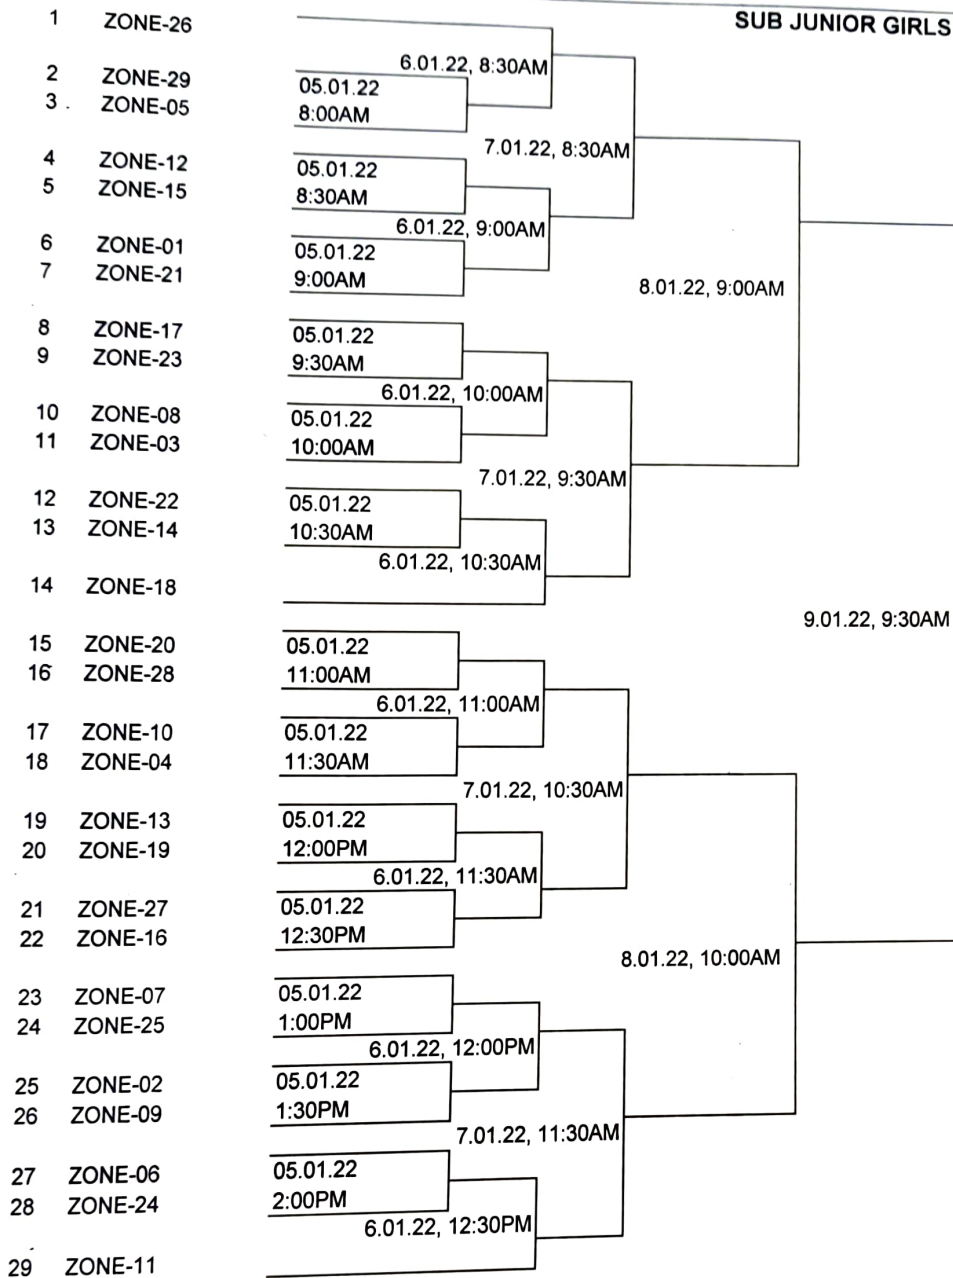 SUB JUNIOR GIRLS
1 ZONE-26
6.01.22, 8:30AM
2 ZONE-29 05.01.22
3 ZONE-05 8:00AM
7.01.22, 8:30AM
4 ZONE-12 05.01.22
5 ZONE-15 8:30AM
6.01.22, 9:00AM
6 ZONE-01 05.01.22
7 ZONE-21 9:00AM
8.01.22, 9:00AM
8 ZONE-17 05.01.22
9 ZONE-23 9:30AM
6.01.22, 10:00AM
10 ZONE-08 05.01.22
11 ZONE-03 10:00AM
7.01.22, 9:30AM
12 ZONE-22 05.01.22
13 ZONE-14 10:30AM
6.01.22, 10:30AM
14 ZONE-18
9.01.22, 9:30AM
15 ZONE-20 05.01.22
16 ZONE-28 11:00AM
6.01.22, 11:00AM
17 ZONE-10 05.01.22
18 ZONE-04 11:30AM
7.01.22, 10:30AM
19 ZONE-13 05.01.22
20 ZONE-19 12:00PM
6.01.22, 11:30AM
21 ZONE-27 05.01.22
22 ZONE-16 12:30PM
8.01.22, 10:00AM
23 ZONE-07 05.01.22
24 ZONE-25 1:00PM
6.01.22, 12:00PM
25 ZONE-02 05.01.22
26 ZONE-09 1:30PM
7.01.22, 11:30AM
27 ZONE-06 05.01.22
28 ZONE-24 2:00PM
6.01.22, 12:30PM
29 ZONE-11